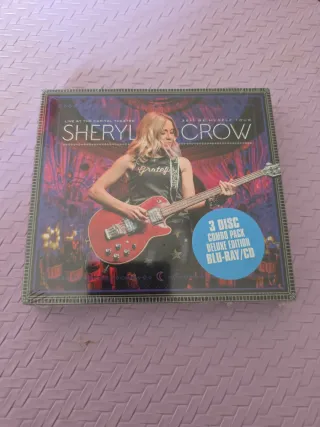 LIVE AT THE CAPITOL THEATRE
2017 BE MYSELF TOUR
SHERYL CROW
Grateful
3 DISC
COMBO PACK
DELUXE EDITION
BLU-RAY/CD